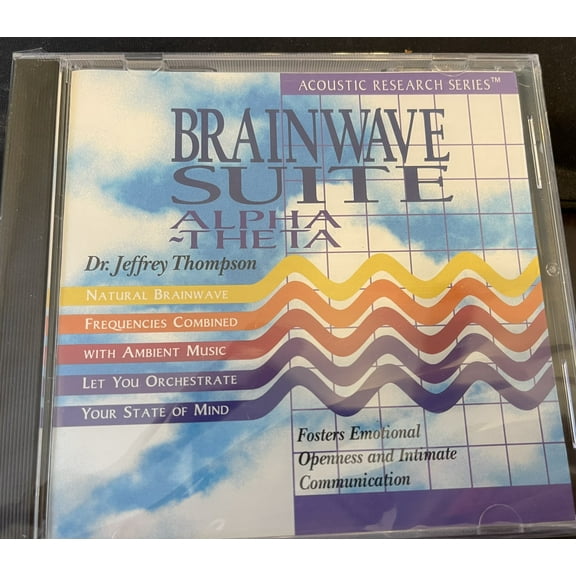 ACOUSTIC RESEARCH SERIES™
BRAINWAVE
SUITE
ALPHA
~THETA
Dr. Jeffrey Thompson
NATURAL BRAINWAVE
FREQUENCIES COMBINED
WITH AMBIENT MUSIC
LET YOU ORCHESTRATE
YOUR STATE OF MIND
Fosters Emotional
Openness and Intimate
Communication